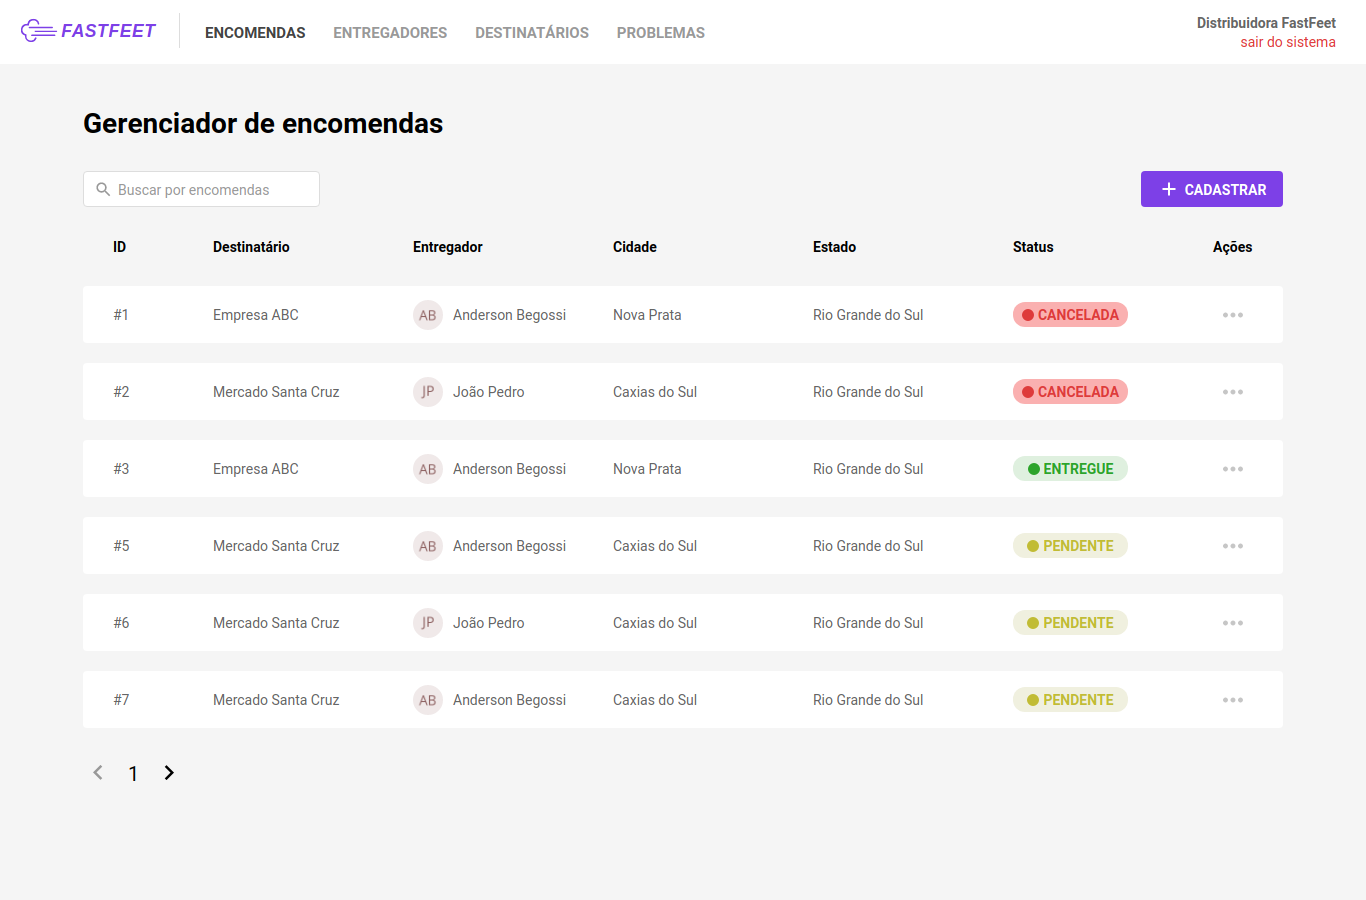 FASTFEET ENCOMENDAS ENTREGADORES DESTINATÁRIOS PROBLEMAS Distribuidora FastFeet
sair do sistema
Gerenciador de encomendas
Buscar por encomendas CADASTRAR
ID Destinatário Entregador Cidade Estado Status Ações
#1 Empresa ABC AB Anderson Begossi Nova Prata Rio Grande do Sul CANCELADA
#2 Mercado Santa Cruz JP João Pedro Caxias do Sul Rio Grande do Sul CANCELADA
#3 Empresa ABC AB Anderson Begossi Nova Prata Rio Grande do Sul ENTREGUE
#5 Mercado Santa Cruz AB Anderson Begossi Caxias do Sul Rio Grande do Sul PENDENTE
#6 Mercado Santa Cruz JP João Pedro Caxias do Sul Rio Grande do Sul PENDENTE
#7 Mercado Santa Cruz AB Anderson Begossi Caxias do Sul Rio Grande do Sul PENDENTE
1